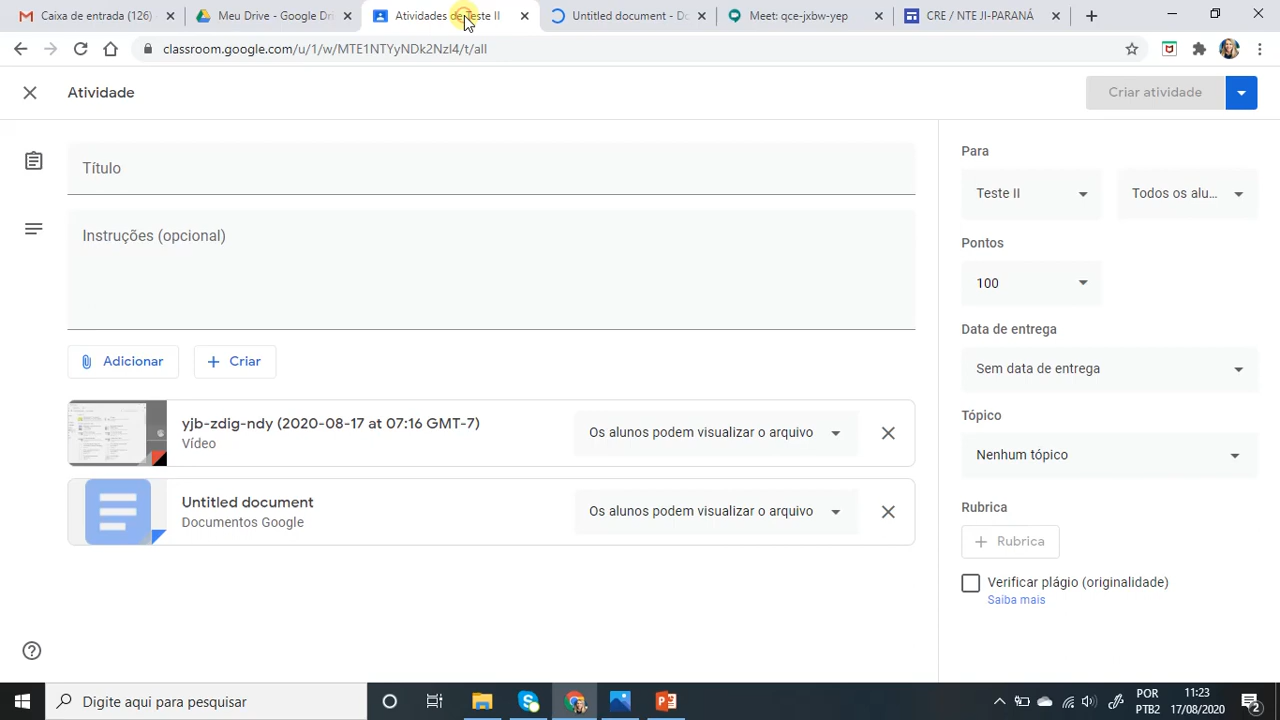 Caixa de entrada (126)
Meu Drive - Google Dri
Atividades de Teste II
Untitled document - Do
Meet: qce-jxbw-yep
CRE / NTE JI-PARANÁ
classroom.google.com/u/1/w/MTE1NTYyNDk2NzI4/t/all
Atividade
Criar atividade
Título
Instruções (opcional)
Adicionar
Criar
yjb-zdig-ndy (2020-08-17 at 07:16 GMT-7)
Vídeo
Os alunos podem visualizar o arquivo
Untitled document
Documentos Google
Os alunos podem visualizar o arquivo
Para
Teste II
Todos os alu...
Pontos
100
Data de entrega
Sem data de entrega
Tópico
Nenhum tópico
Rubrica
Rubrica
Verificar plágio (originalidade)
Saiba mais
Digite aqui para pesquisar
POR
PTB2
11:23
17/08/2020
2